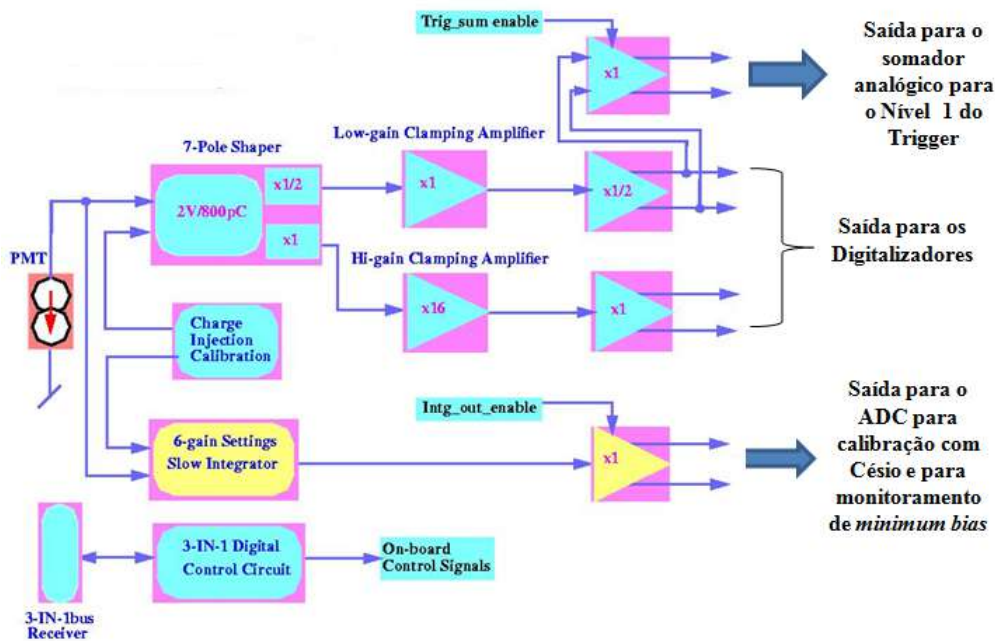 Trig_sum enable
x1
Saída para o
somador
analógico para
o Nível 1 do
Trigger
7-Pole Shaper
Low-gain Clamping Amplifier
x1/2
2V/800pC
x1
x1
x1/2
Saída para os
Digitalizadores
PMT
Hi-gain Clamping Amplifier
x16
x1
Charge
Injection
Calibration
Intg_out_enable
6-gain Settings
Slow Integrator
x1
Saída para o
ADC para
calibração com
Césio e para
monitoramento
de minimum bias
3-IN-1 Digital
Control Circuit
On-board
Control Signals
3-IN-1bus
Receiver